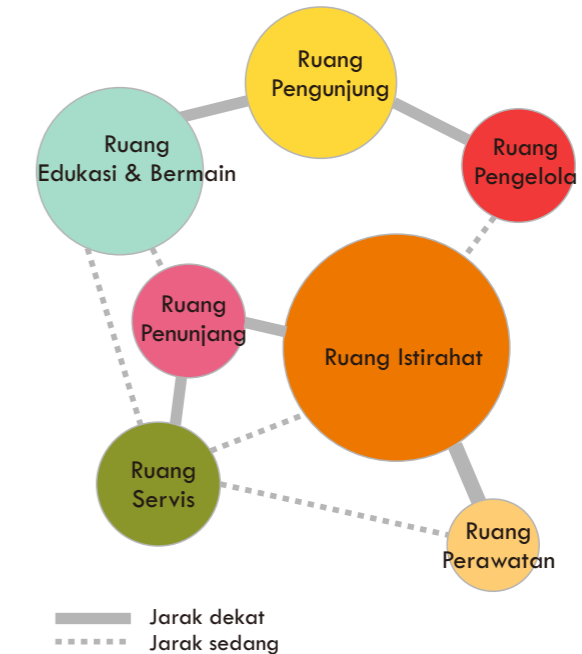 Ruang
Pengunjung
Ruang
Edukasi & Bermain
Ruang
Pengelola
Ruang
Penunjang
Ruang Istirahat
Ruang
Servis
Ruang
Perawatan
Jarak dekat
Jarak sedang